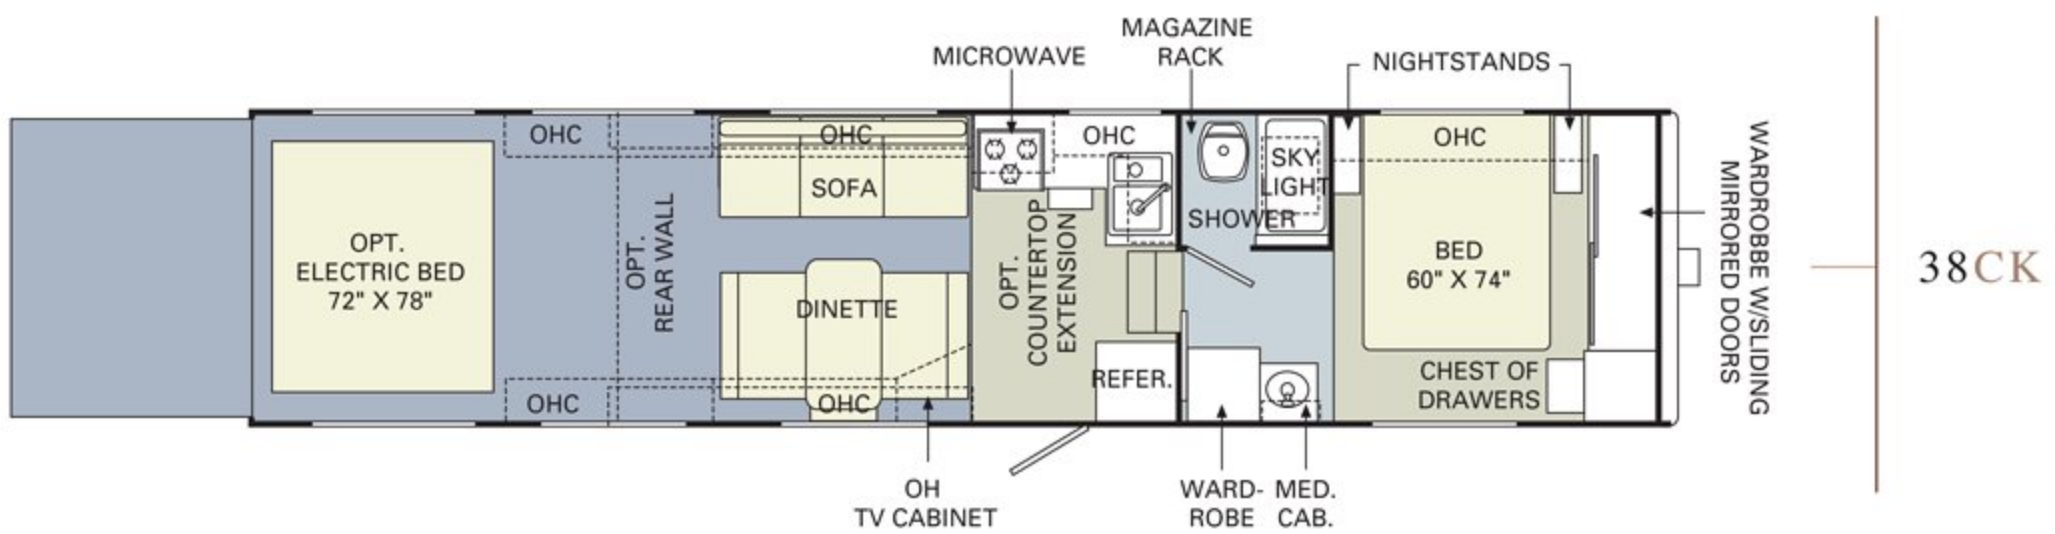 MAGAZINE
RACK
MICROWAVE
NIGHTSTANDS
OHC
OHC
OHC
OHC
SOFA
SKY
LIGHT
SHOWER
OPT.
ELECTRIC BED
72" X 78"
OPT.
REAR WALL
DINETTE
OPT.
COUNTERTOP
EXTENSION
BED
60" X 74"
WARDROBBE W/SLIDING
MIRRORED DOORS
38CK
REFER.
CHEST OF
DRAWERS
OHC
OHC
OH
TV CABINET
WARD-
ROBE
MED.
CAB.